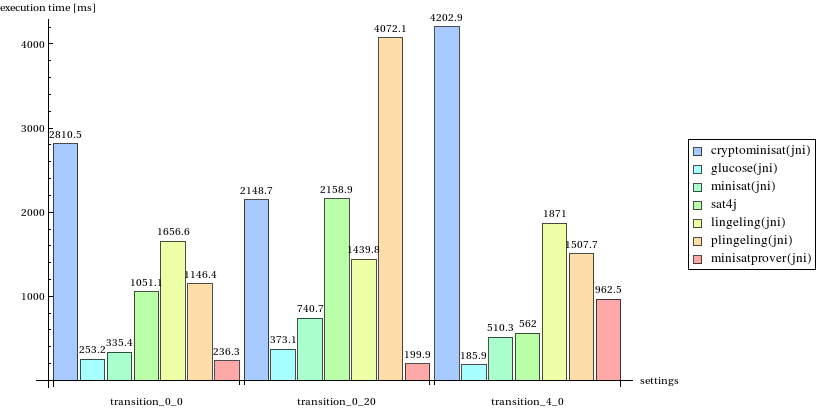 execution time [ms]
4202.9
4072.1
4000
3000
2810.5
2148.7
2158.9
2000
1871
1656.6
1507.7
1439.8
1146.4
1051.1
1000
962.5
740.7
562
510.3
373.1
335.4
253.2
236.3
199.9
185.9
settings
transition_0_0
transition_0_20
transition_4_0
cryptominisat(jni)
glucose(jni)
minisat(jni)
sat4j
lingeling(jni)
plingeling(jni)
minisatprover(jni)